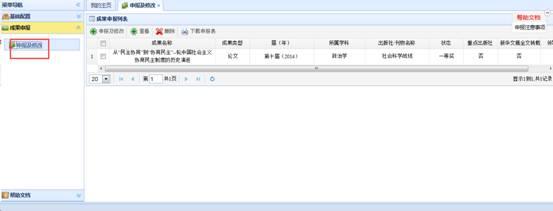 菜单导航 我的主页 申报及修改
基础配置 成果申报列表 帮助文档
成果申报 申报及修改 查看 删除 下载申报表 申报注意事项
申报及修改 成果名称 成果类型 届（年） 所属学科 出版社/刊物名称 状态 重点出版社 新华文摘全文转载
1 从"民主协商"到"协商民主"--和中国社会主义协商民主制度的历史演进 论文 第十届（2014） 政治学 社会科学战线 一等奖 否 否
20 第 1 共1页 显示1到1,共1记录
帮助文档